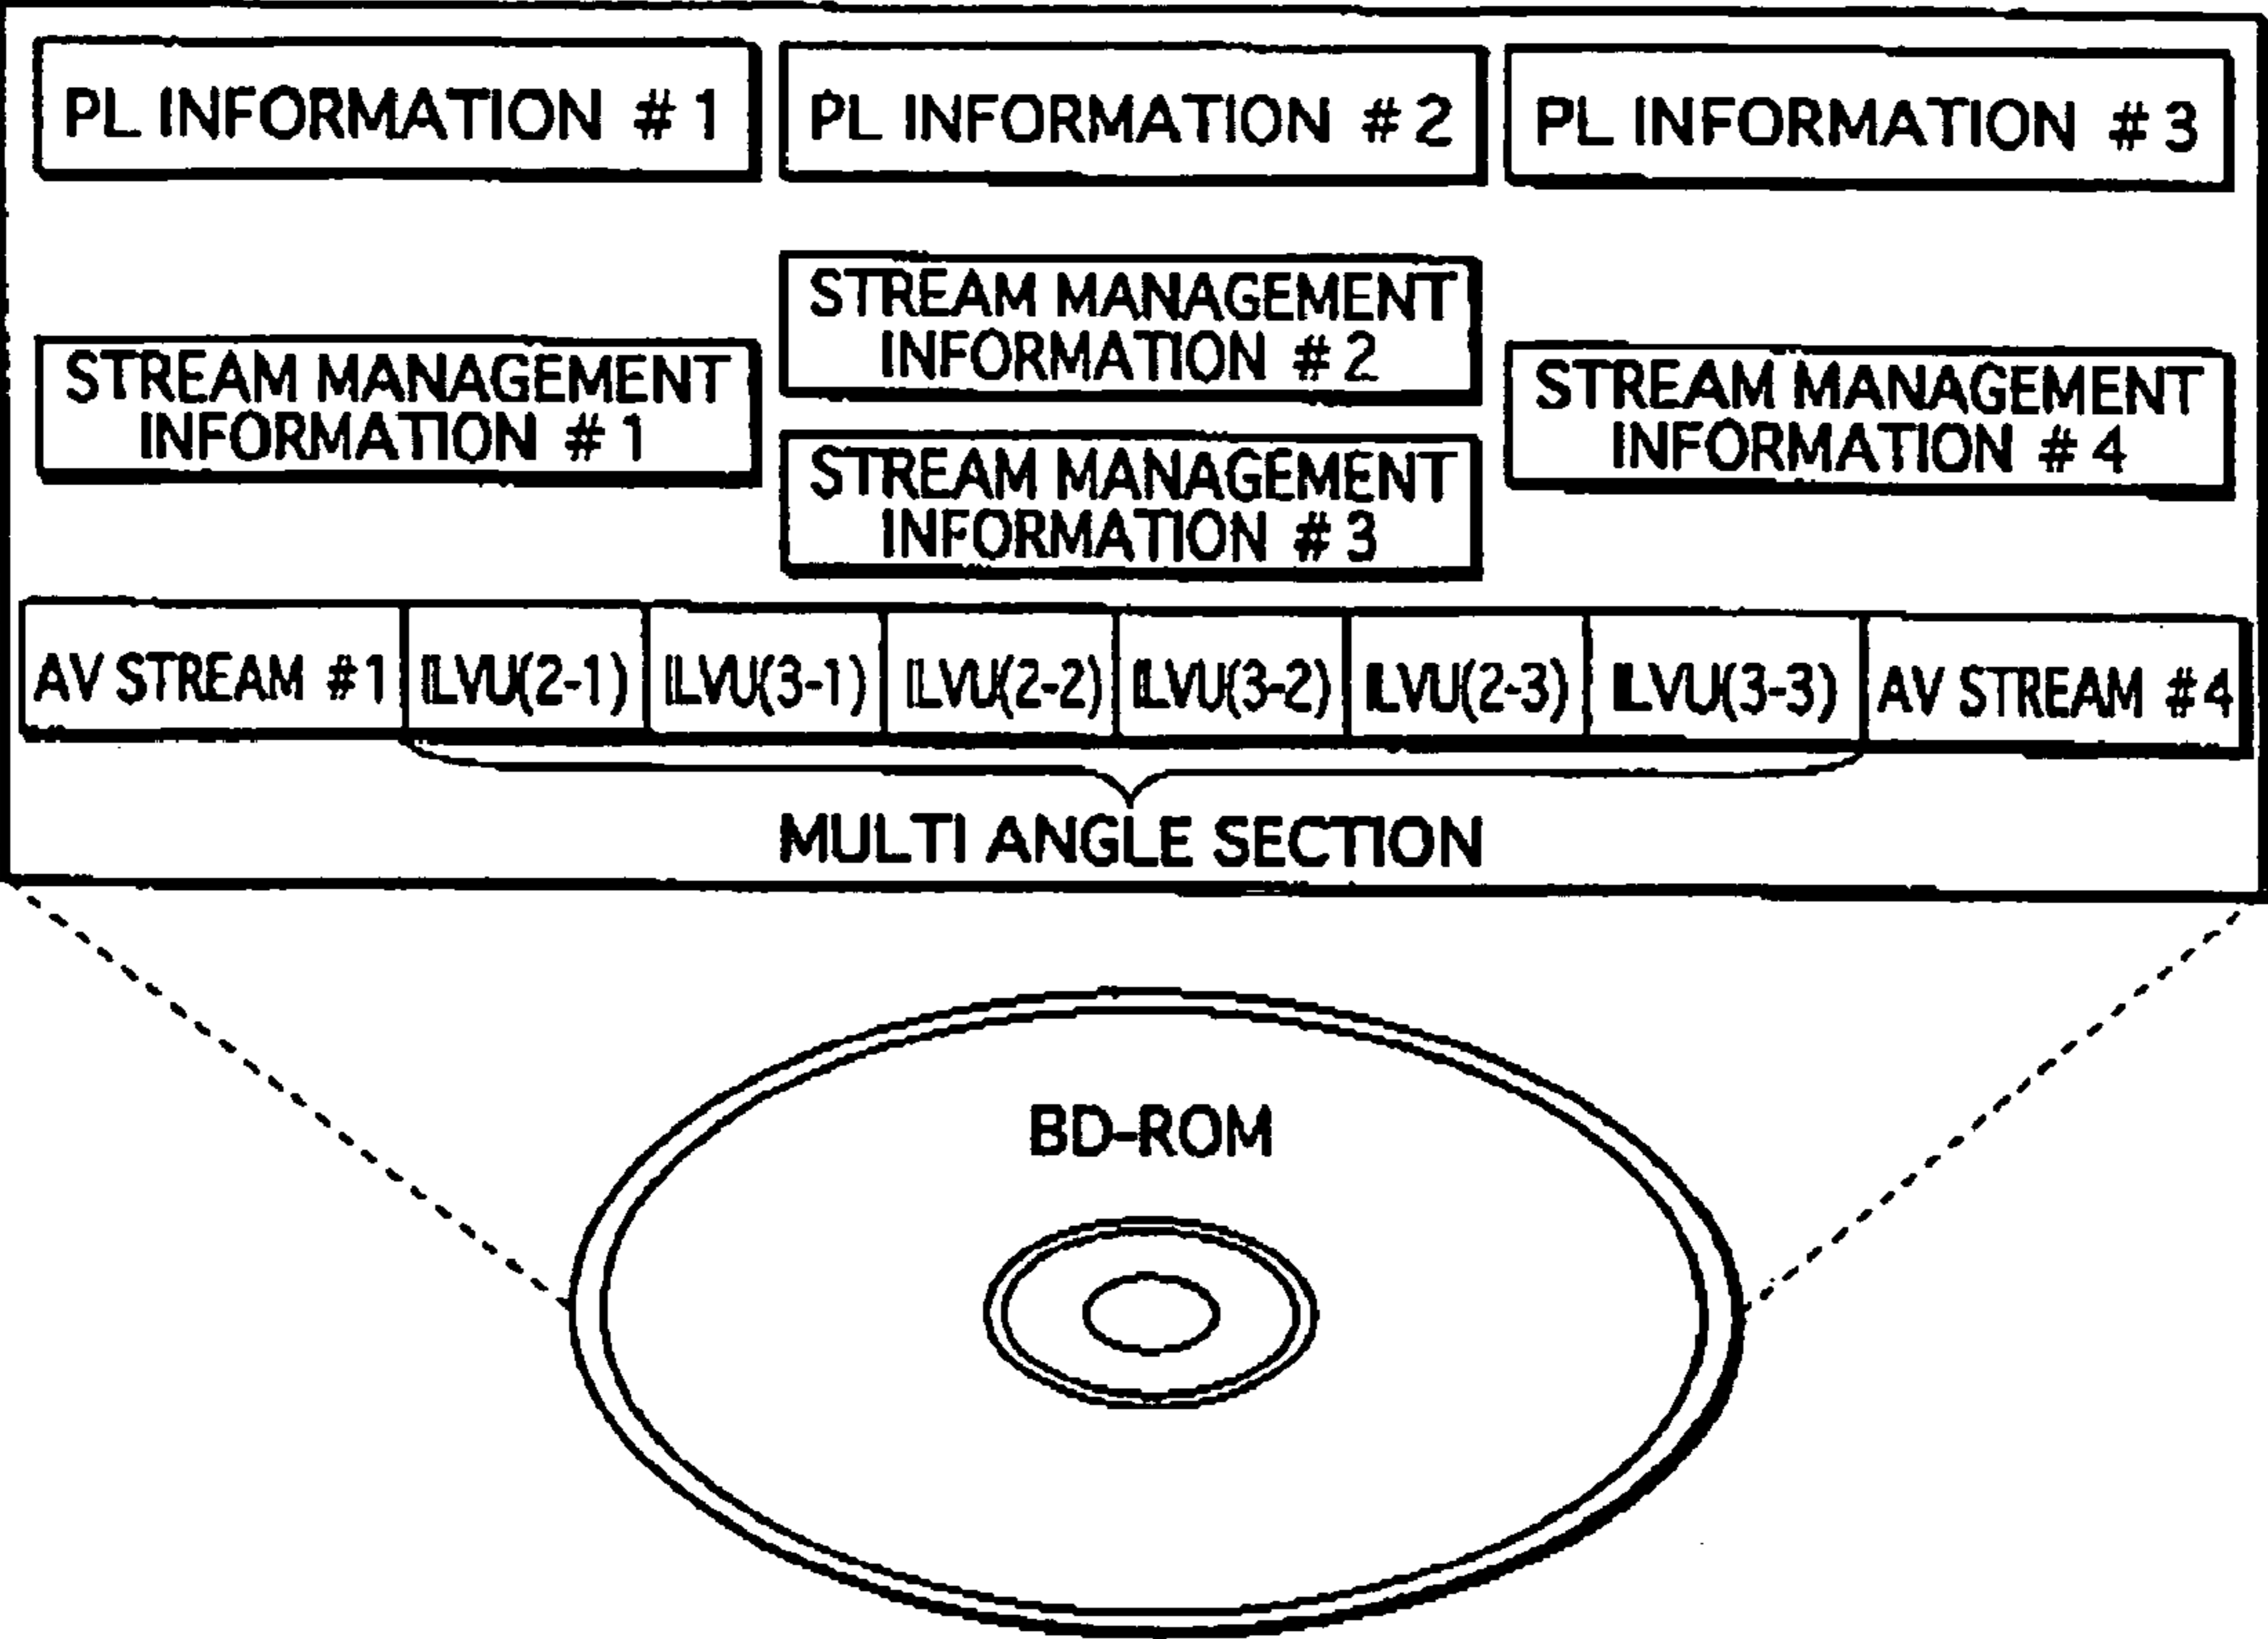 PL INFORMATION #1
PL INFORMATION #2
PL INFORMATION #3
STREAM MANAGEMENT
INFORMATION #1
STREAM MANAGEMENT
INFORMATION #2
STREAM MANAGEMENT
INFORMATION #3
STREAM MANAGEMENT
INFORMATION #4
AV STREAM #1
ILVU(2-1)
ILVU(3-1)
ILVU(2-2)
ILVU(3-2)
ILVU(2-3)
ILVU(3-3)
AV STREAM #4
MULTI ANGLE SECTION
BD-ROM